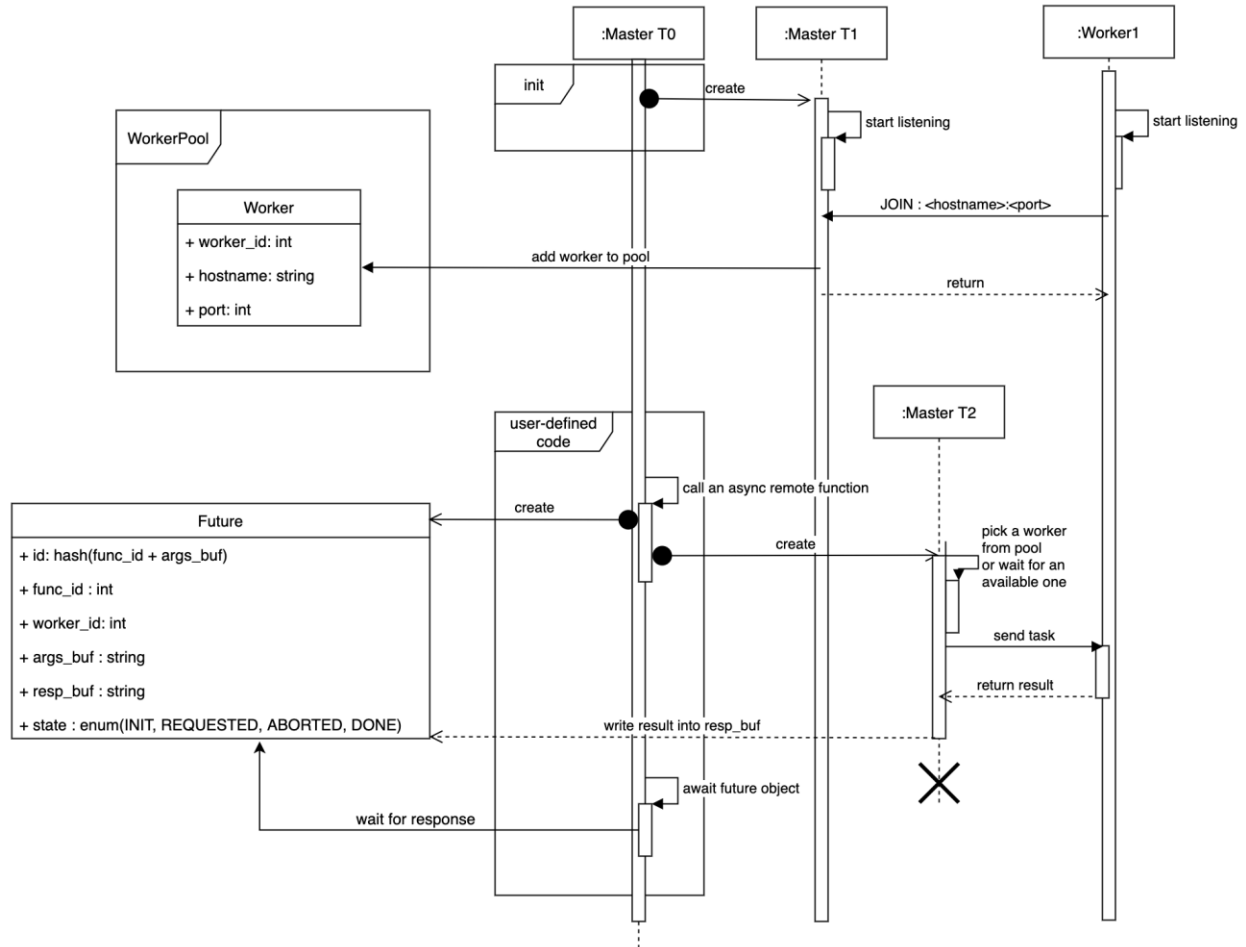 :Master T0
:Master T1
:Worker1
init
create
start listening
start listening
WorkerPool
Worker
+ worker_id: int
+ hostname: string
+ port: int
JOIN : <hostname>:<port>
add worker to pool
return
:Master T2
user-defined
code
call an async remote function
create
Future
+ id: hash(func_id + args_buf)
+ func_id : int
+ worker_id: int
+ args_buf : string
+ resp_buf : string
+ state : enum(INIT, REQUESTED, ABORTED, DONE)
create
pick a worker
from pool
or wait for an
available one
send task
return result
write result into resp_buf
await future object
wait for response